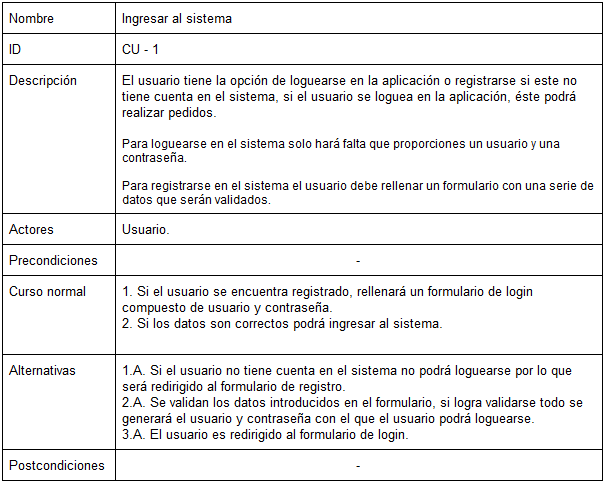 Nombre
Ingresar al sistema
ID
CU - 1
Descripción
El usuario tiene la opción de loguearse en la aplicación o registrarse si este no
tiene cuenta en el sistema, si el usuario se loguea en la aplicación, éste podrá
realizar pedidos.
Para loguearse en el sistema solo hará falta que proporciones un usuario y una
contraseña.
Para registrarse en el sistema el usuario debe rellenar un formulario con una serie de
datos que serán validados.
Actores
Usuario.
Precondiciones
-
Curso normal
1. Si el usuario se encuentra registrado, rellenará un formulario de login
compuesto de usuario y contraseña.
2. Si los datos son correctos podrá ingresar al sistema.
Alternativas
1.A. Si el usuario no tiene cuenta en el sistema no podrá loguearse por lo que
será redirigido al formulario de registro.
2.A. Se validan los datos introducidos en el formulario, si logra validarse todo se
generará el usuario y contraseña con el que el usuario podrá loguearse.
3.A. El usuario es redirigido al formulario de login.
Postcondiciones
-